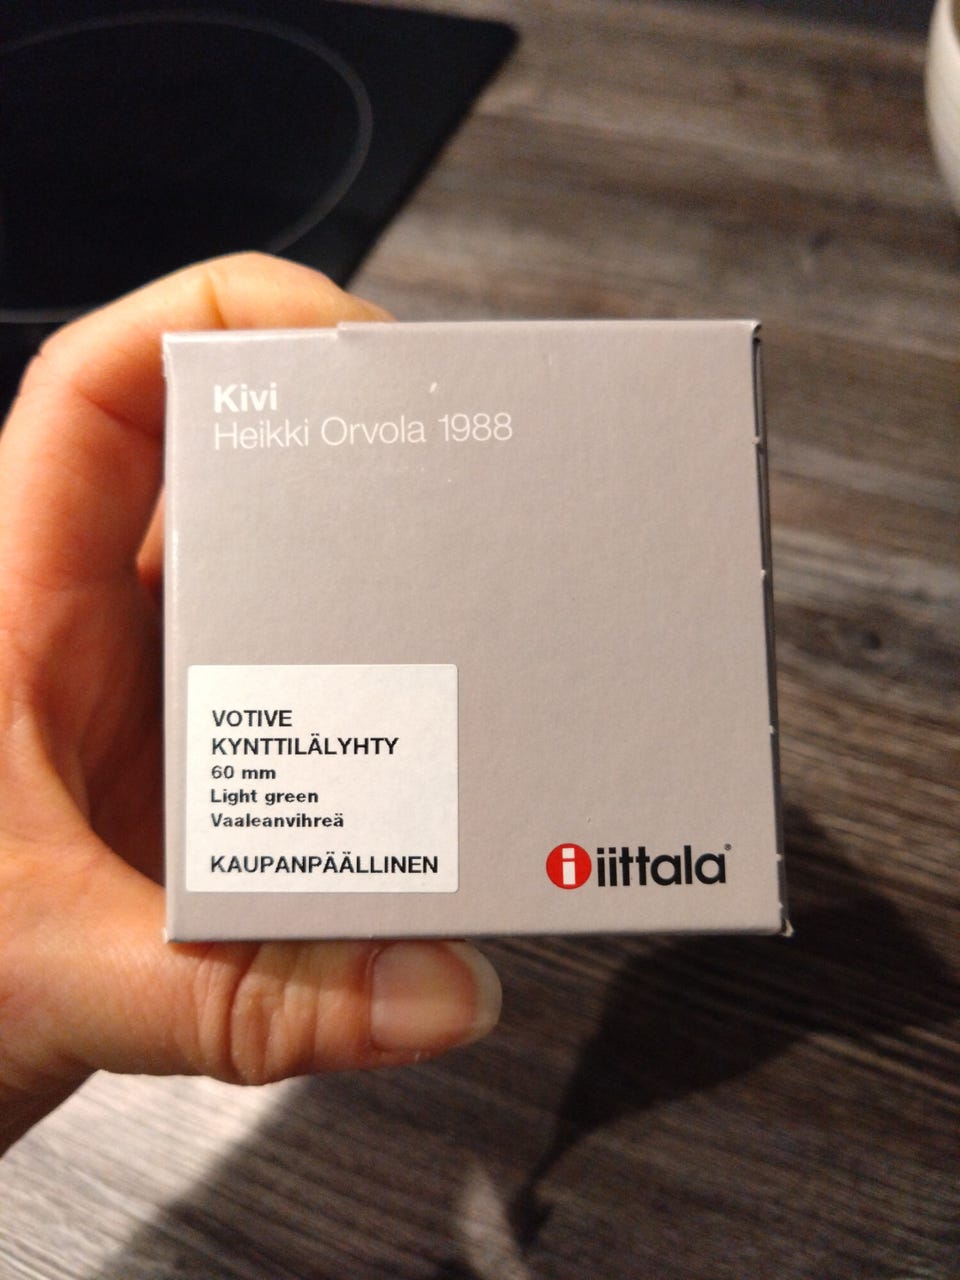 Kivi
Heikki Orvola 1988
VOTIVE
KYNTTILÄLYHTY
60 mm
Light green
Vaaleanvihreä
KAUPANPÄÄLLINEN
i iittala®